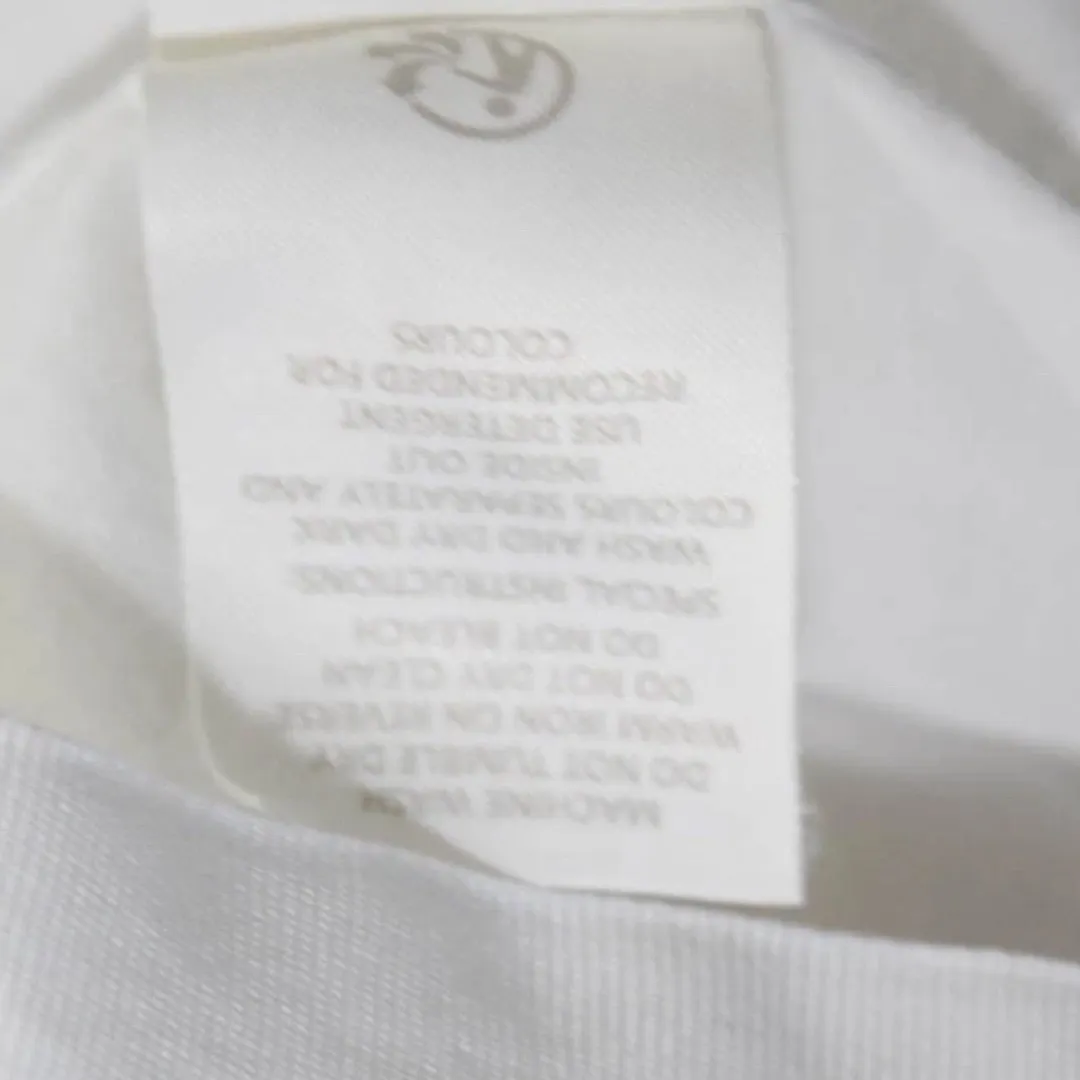 MACHINE WASH
DO NOT TUMBLE DRY
WARM IRON ON REVERSE
DO NOT DRY CLEAN
DO NOT BLEACH
SPECIAL INSTRUCTIONS
WASH AND DRY DARK
COLOURS SEPARATELY AND
INSIDE OUT
USE DETERGENT
RECOMMENDED FOR
COLOURS